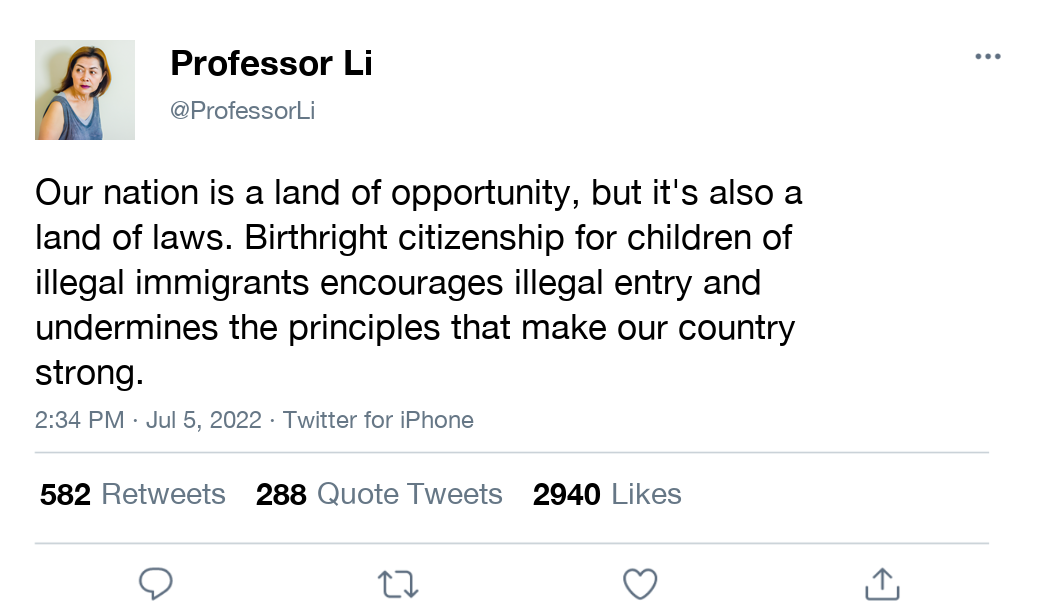 Professor Li
@ProfessorLi
Our nation is a land of opportunity, but it's also a
land of laws. Birthright citizenship for children of
illegal immigrants encourages illegal entry and
undermines the principles that make our country
strong.
2:34 PM · Jul 5, 2022 · Twitter for iPhone
582 Retweets 288 Quote Tweets 2940 Likes